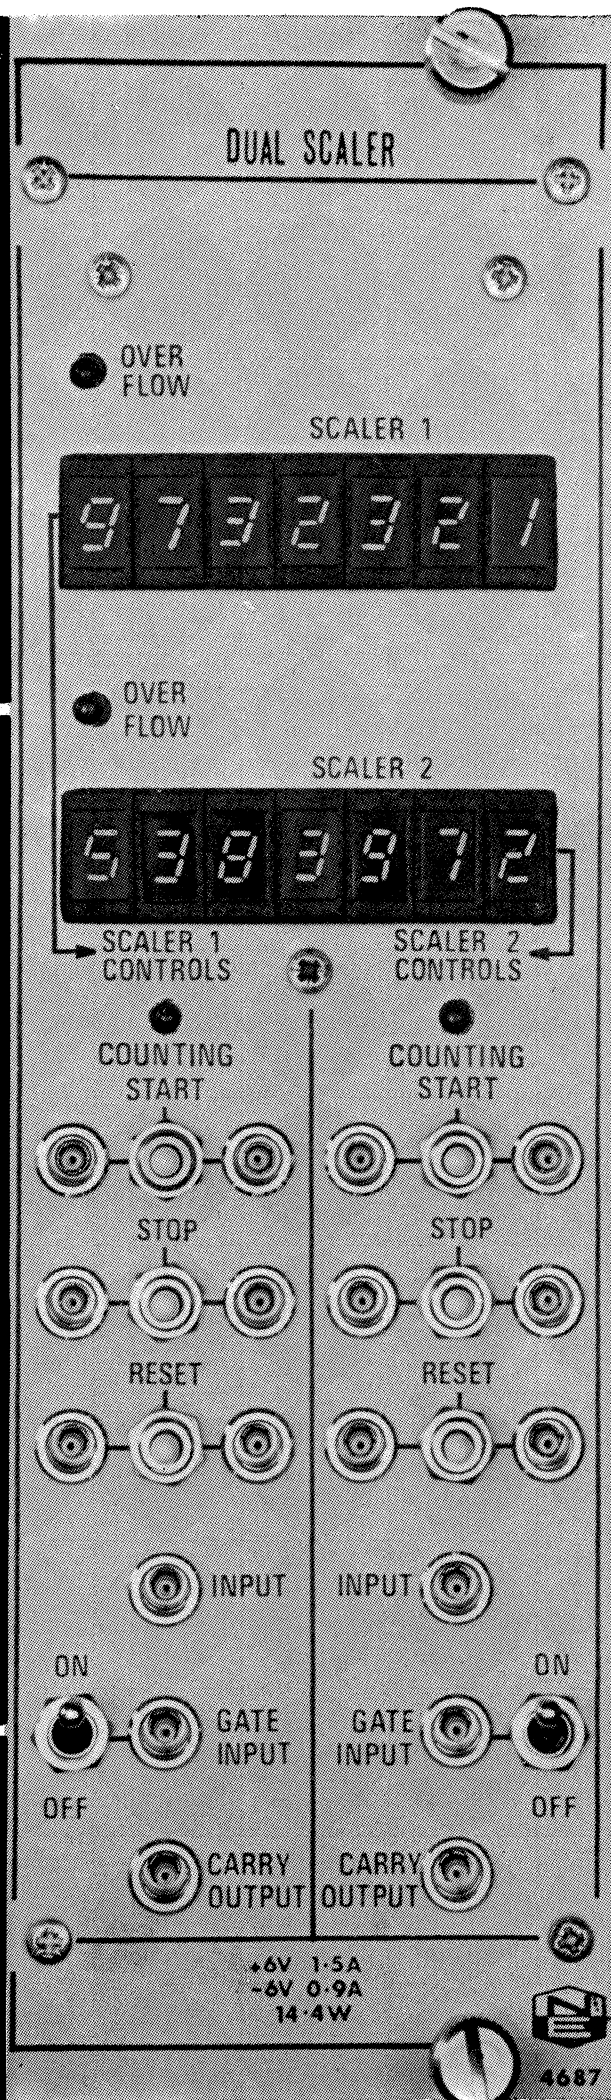 DUAL SCALER
OVER
FLOW
SCALER 1
9732321
OVER
FLOW
SCALER 2
5383972
SCALER 1
CONTROLS
SCALER 2
CONTROLS
COUNTING
START
COUNTING
START
STOP
STOP
RESET
RESET
INPUT
INPUT
ON
ON
GATE
INPUT
GATE
INPUT
OFF
OFF
CARRY
OUTPUT
CARRY
OUTPUT
+6V 1·5A
-6V 0·9A
14·4W
NE
4687